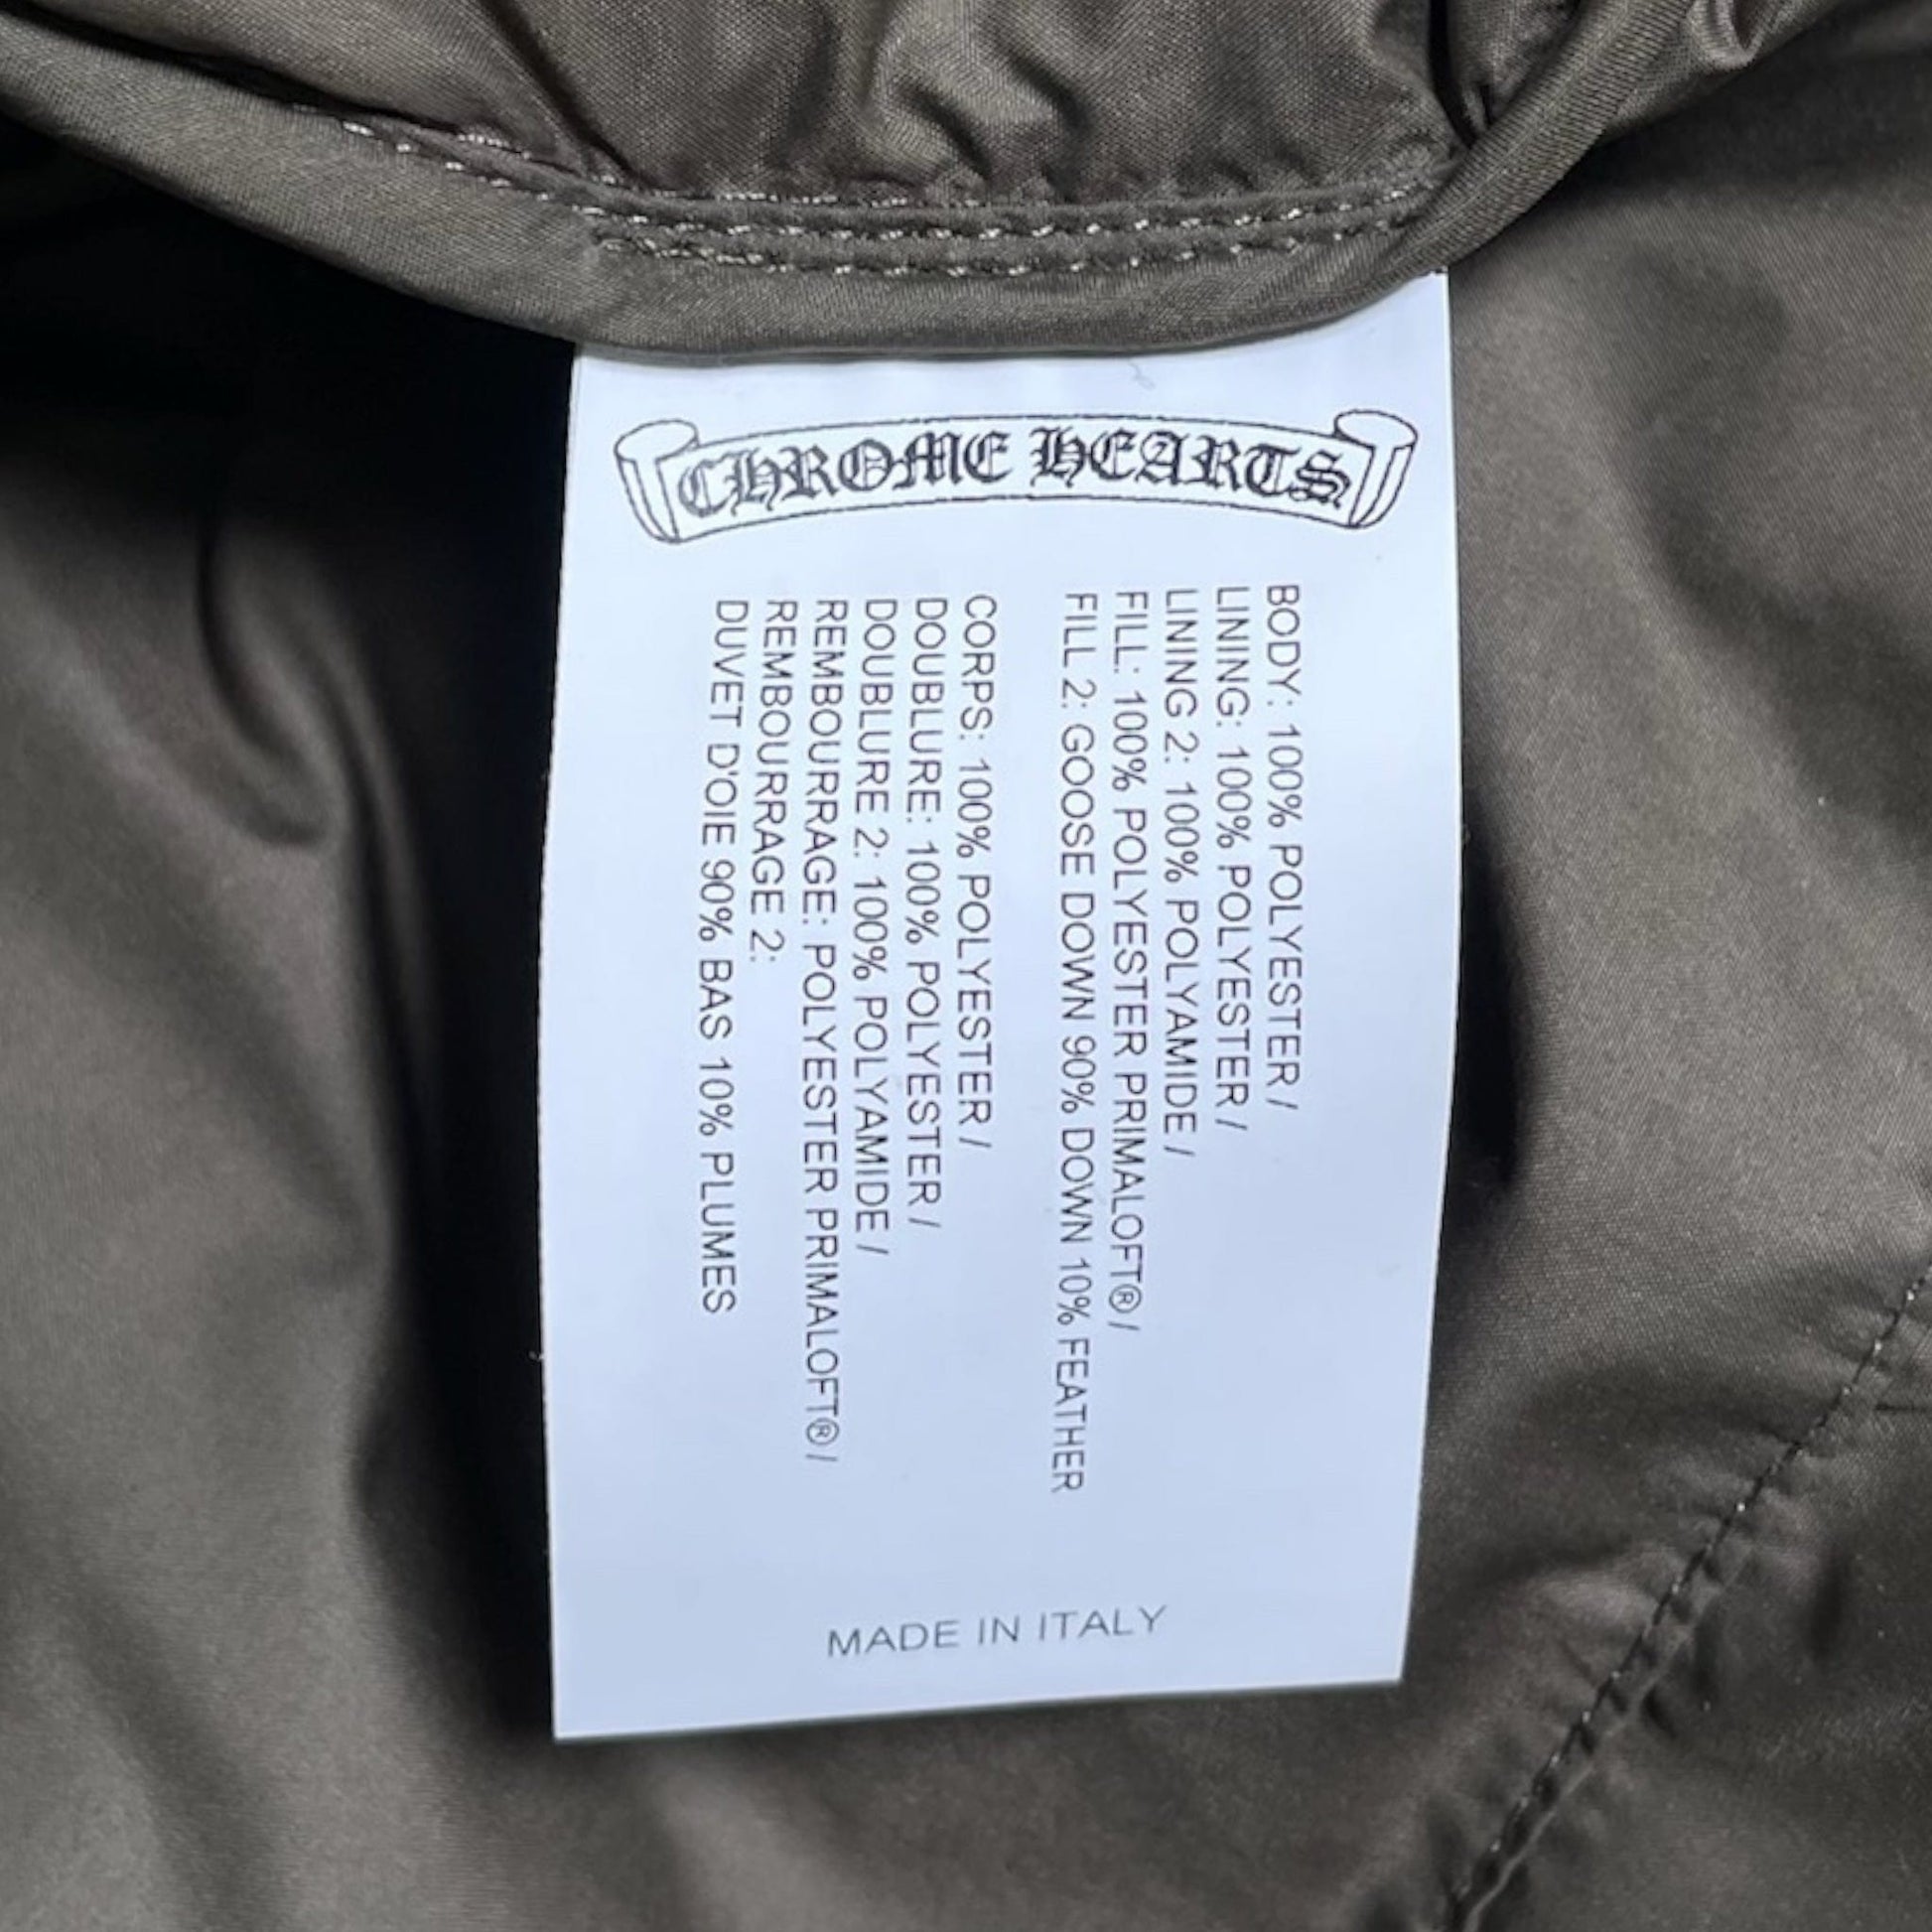 CHROME HEARTS
BODY: 100% POLYESTER /
LINING: 100% POLYESTER /
LINING 2: 100% POLYAMIDE /
FILL: 100% POLYESTER PRIMALOFT® /
FILL 2: GOOSE DOWN 90% DOWN 10% FEATHER
CORPS: 100% POLYESTER /
DOUBLURE: 100% POLYESTER /
DOUBLURE 2: 100% POLYAMIDE /
REMBOURRAGE: POLYESTER PRIMALOFT® /
REMBOURRAGE 2:
DUVET D'OIE 90% BAS 10% PLUMES
MADE IN ITALY